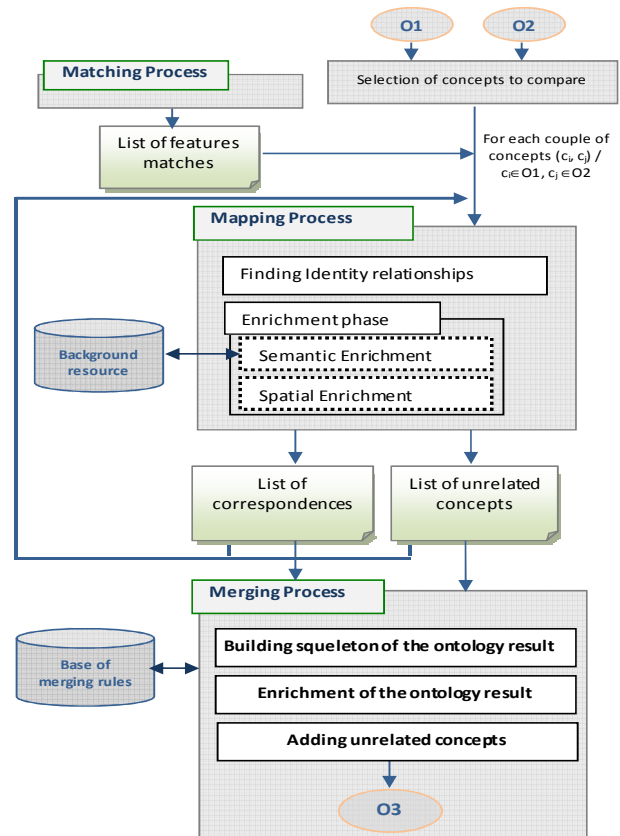 O1
O2
Matching Process
Selection of concepts to compare
List of features
matches
For each couple of
concepts (ci, cj) /
ci∈O1, cj ∈O2
Mapping Process
Finding Identity relationships
Enrichment phase
Semantic Enrichment
Spatial Enrichment
Background
resource
List of
correspondences
List of unrelated
concepts
Merging Process
Building squeleton of the ontology result
Enrichment of the ontology result
Adding unrelated concepts
Base of
merging rules
O3